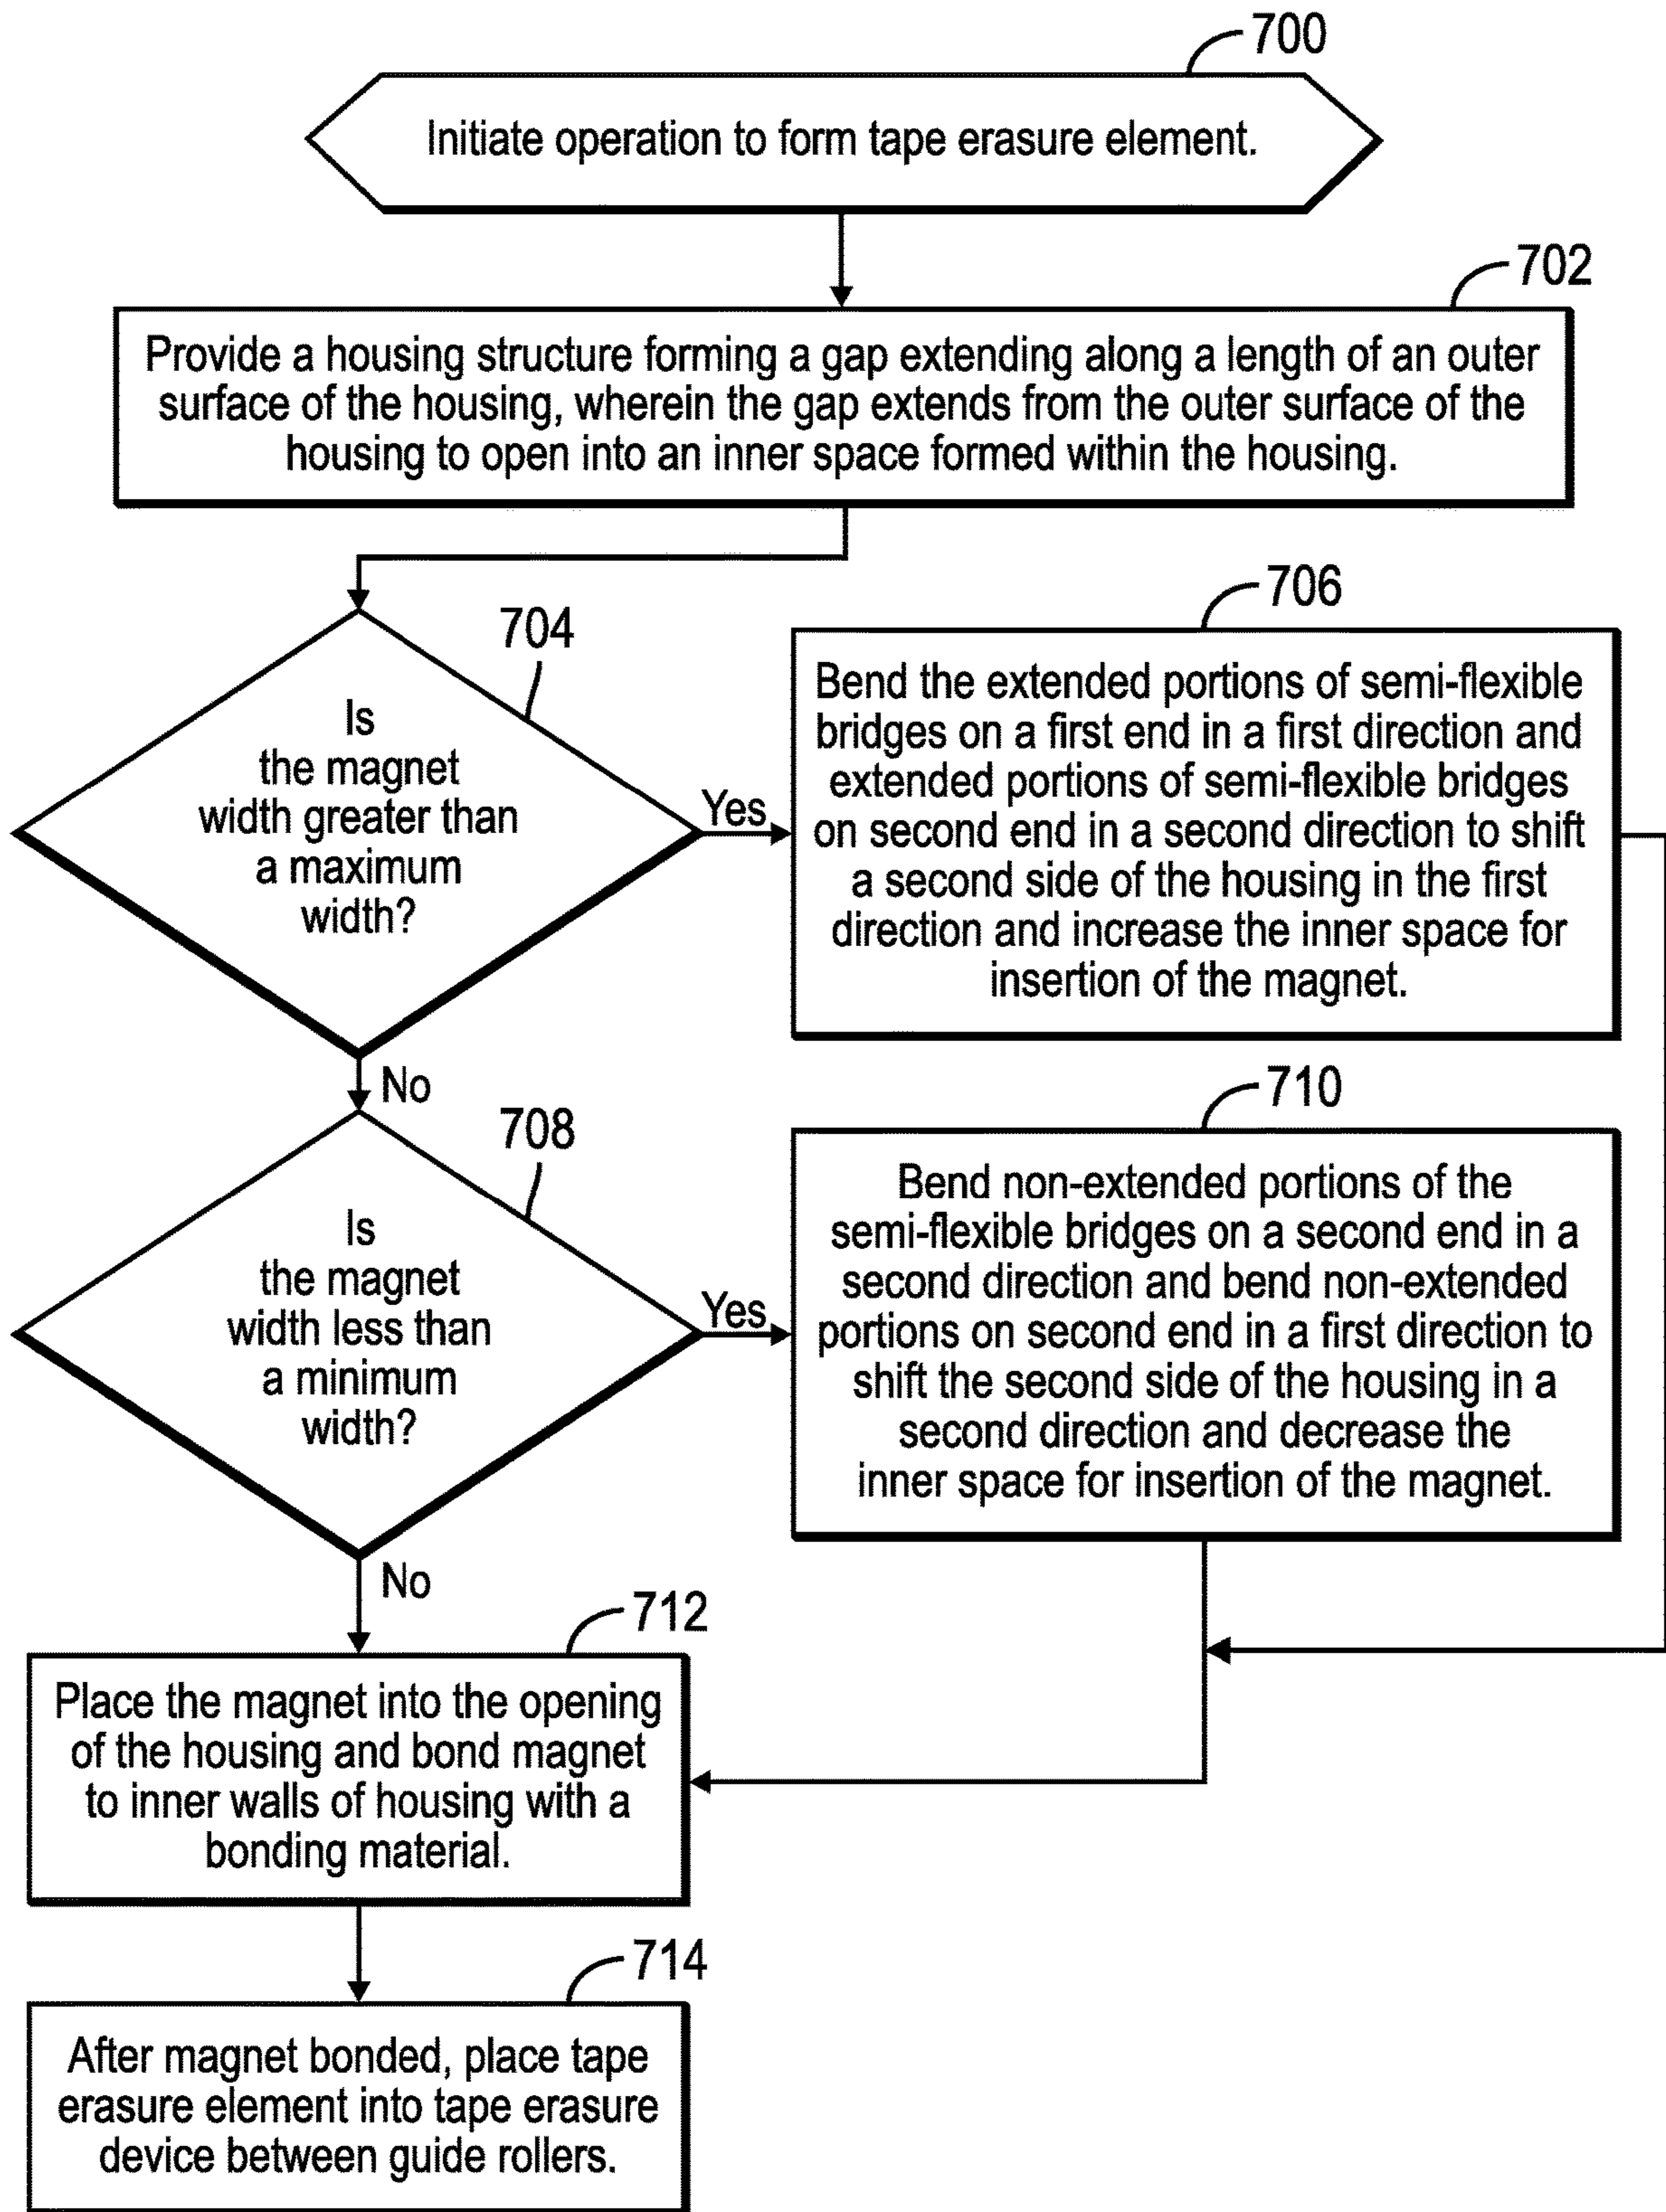 700
Initiate operation to form tape erasure element.
702
Provide a housing structure forming a gap extending along a length of an outer
surface of the housing, wherein the gap extends from the outer surface of the
housing to open into an inner space formed within the housing.
704
Is
the magnet
width greater than
a maximum
width?
Yes
No
706
Bend the extended portions of semi-flexible
bridges on a first end in a first direction and
extended portions of semi-flexible bridges
on second end in a second direction to shift
a second side of the housing in the first
direction and increase the inner space for
insertion of the magnet.
708
Is
the magnet
width less than
a minimum
width?
Yes
No
710
Bend non-extended portions of the
semi-flexible bridges on a second end in a
second direction and bend non-extended
portions on second end in a first direction to
shift the second side of the housing in a
second direction and decrease the
inner space for insertion of the magnet.
712
Place the magnet into the opening
of the housing and bond magnet
to inner walls of housing with a
bonding material.
714
After magnet bonded, place tape
erasure element into tape erasure
device between guide rollers.